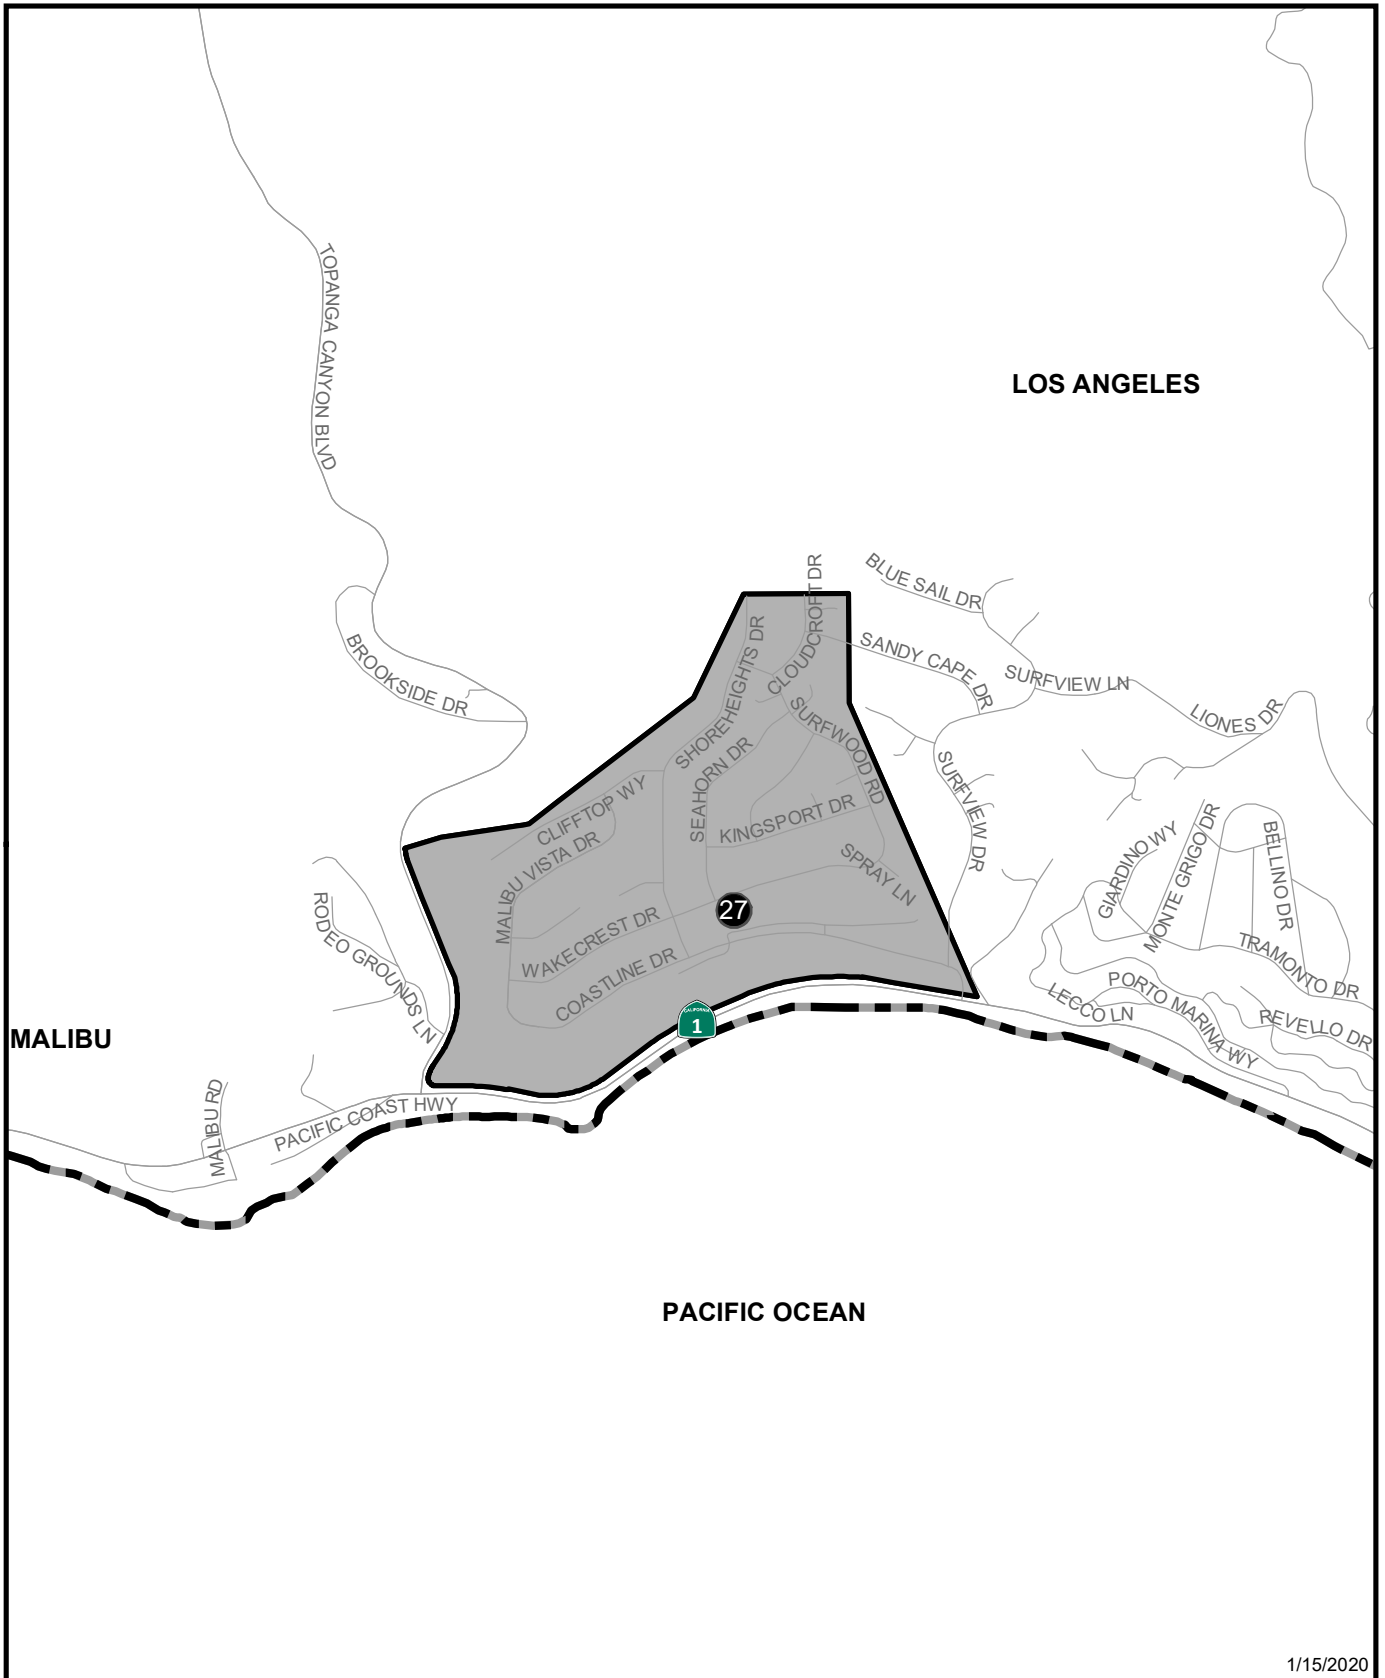 TOPANGA CANYON BLVD
LOS ANGELES
CLOUDCROFT DR
BLUE SAIL DR
BROOKSIDE DR
SHOREHEIGHTS DR
SANDY CAPE DR
SURFVIEW LN
LIONES DR
SEAHORN DR
SURFWOOD RD
SURFVIEW DR
CLIFFTOP WY
MALIBU VISTA DR
KINGSPORT DR
SPRAY LN
GIARDINO WY
MONTE GRIGO DR
BELLINO DR
RODEO GROUNDS LN
27
WAKECREST DR
COASTLINE DR
TRAMONTO DR
PORTO MARINA WY
LECCO LN
REVELLO DR
CALIFORNIA
1
MALIBU
MALIBU RD
PACIFIC COAST HWY
PACIFIC OCEAN
1/15/2020